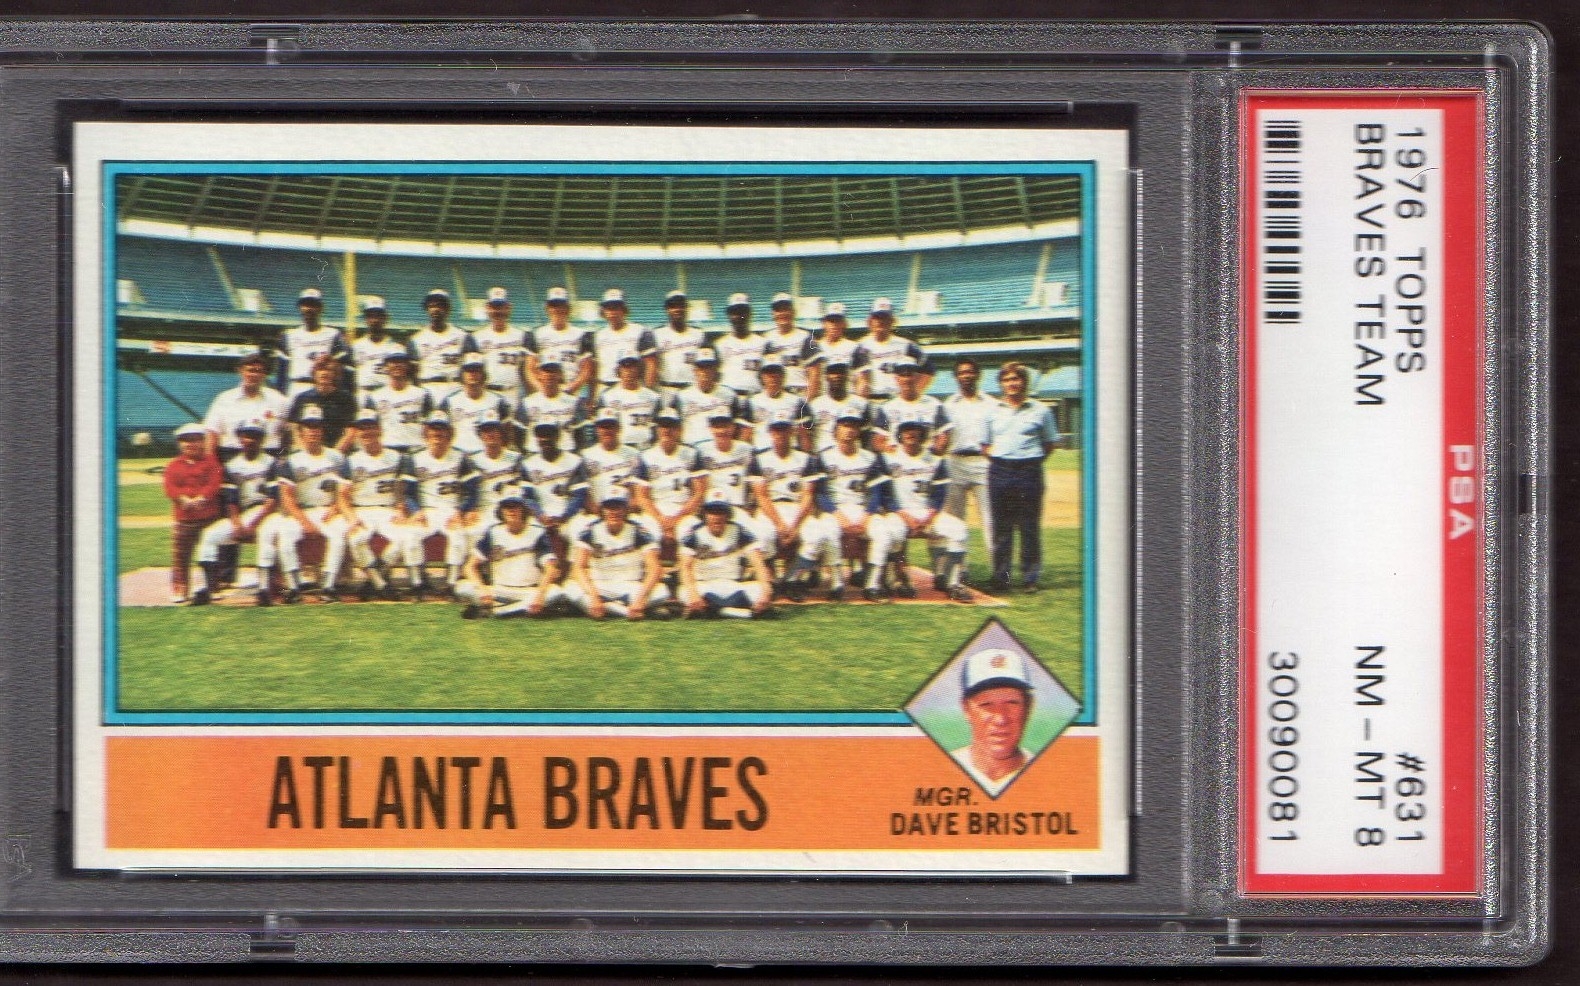 ATLANTA BRAVES
MGR.
DAVE BRISTOL
PSA
1976 TOPPS #631
BRAVES TEAM NM-MT 8
30090081